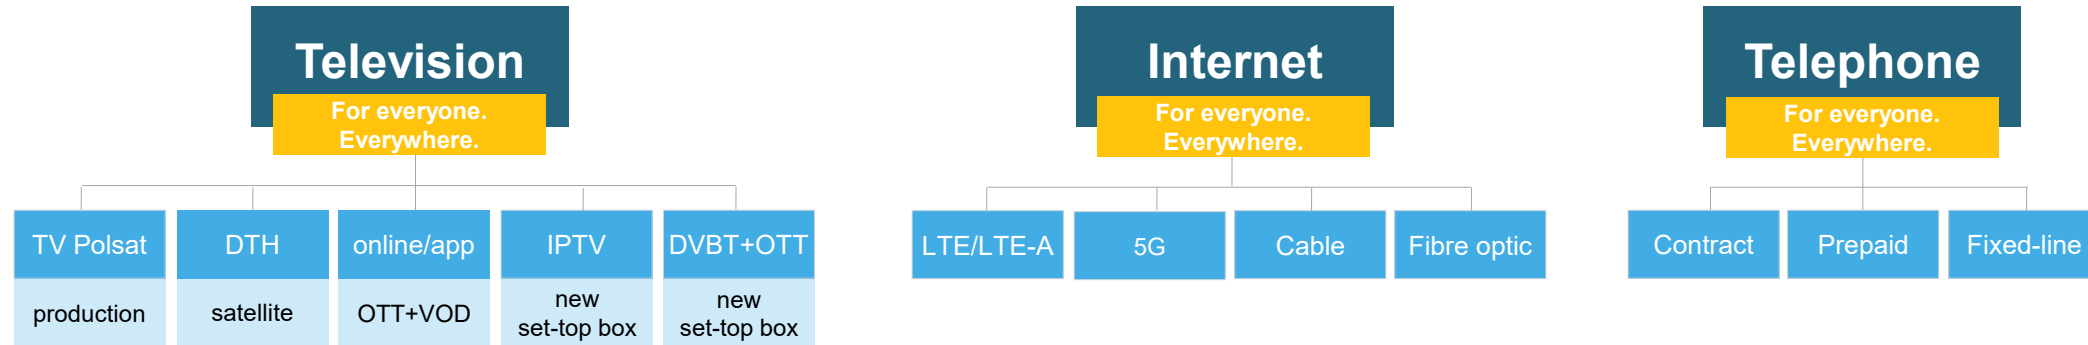 Television
For everyone.
Everywhere.
TV Polsat
production
DTH
satellite
online/app
OTT+VOD
IPTV
new
set-top box
DVBT+OTT
new
set-top box
Internet
For everyone.
Everywhere.
LTE/LTE-A
5G
Cable
Fibre optic
Telephone
For everyone.
Everywhere.
Contract
Prepaid
Fixed-line